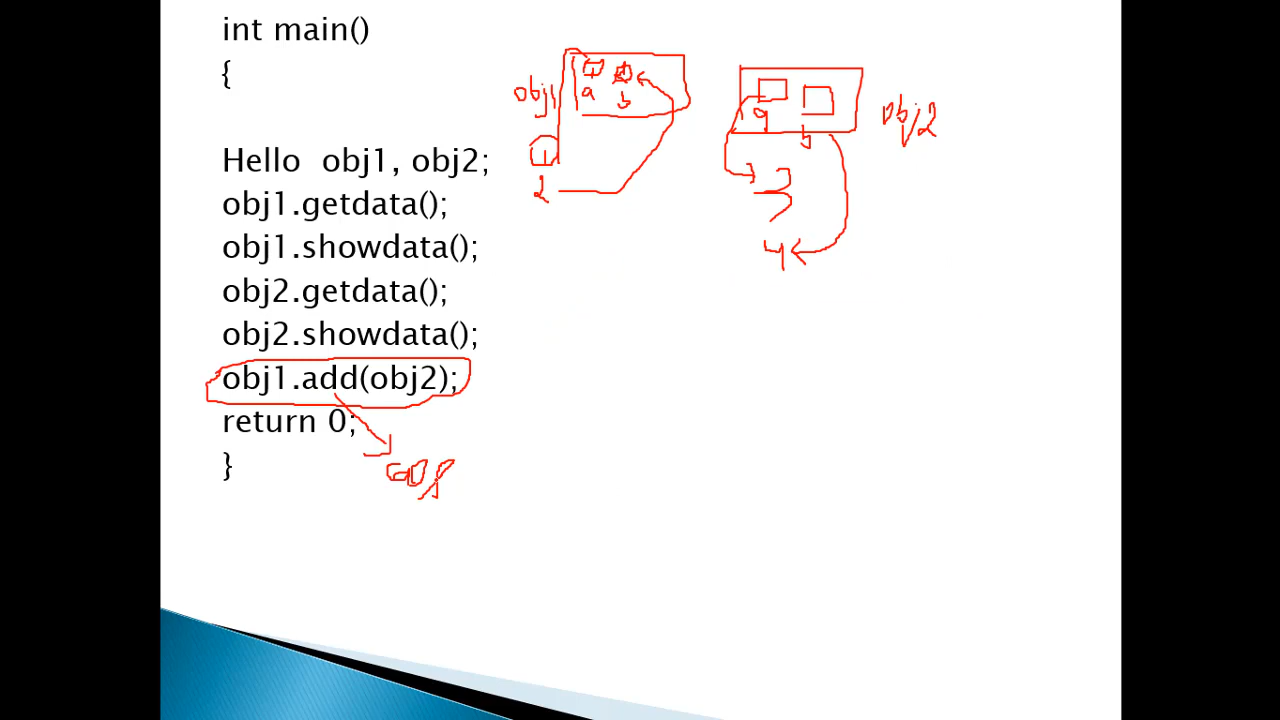 int main()
{
obj1
a b
1
2
a b
obj2
3
4
Hello obj1, obj2;
obj1.getdata();
obj1.showdata();
obj2.getdata();
obj2.showdata();
obj1.add(obj2);
return 0;
}